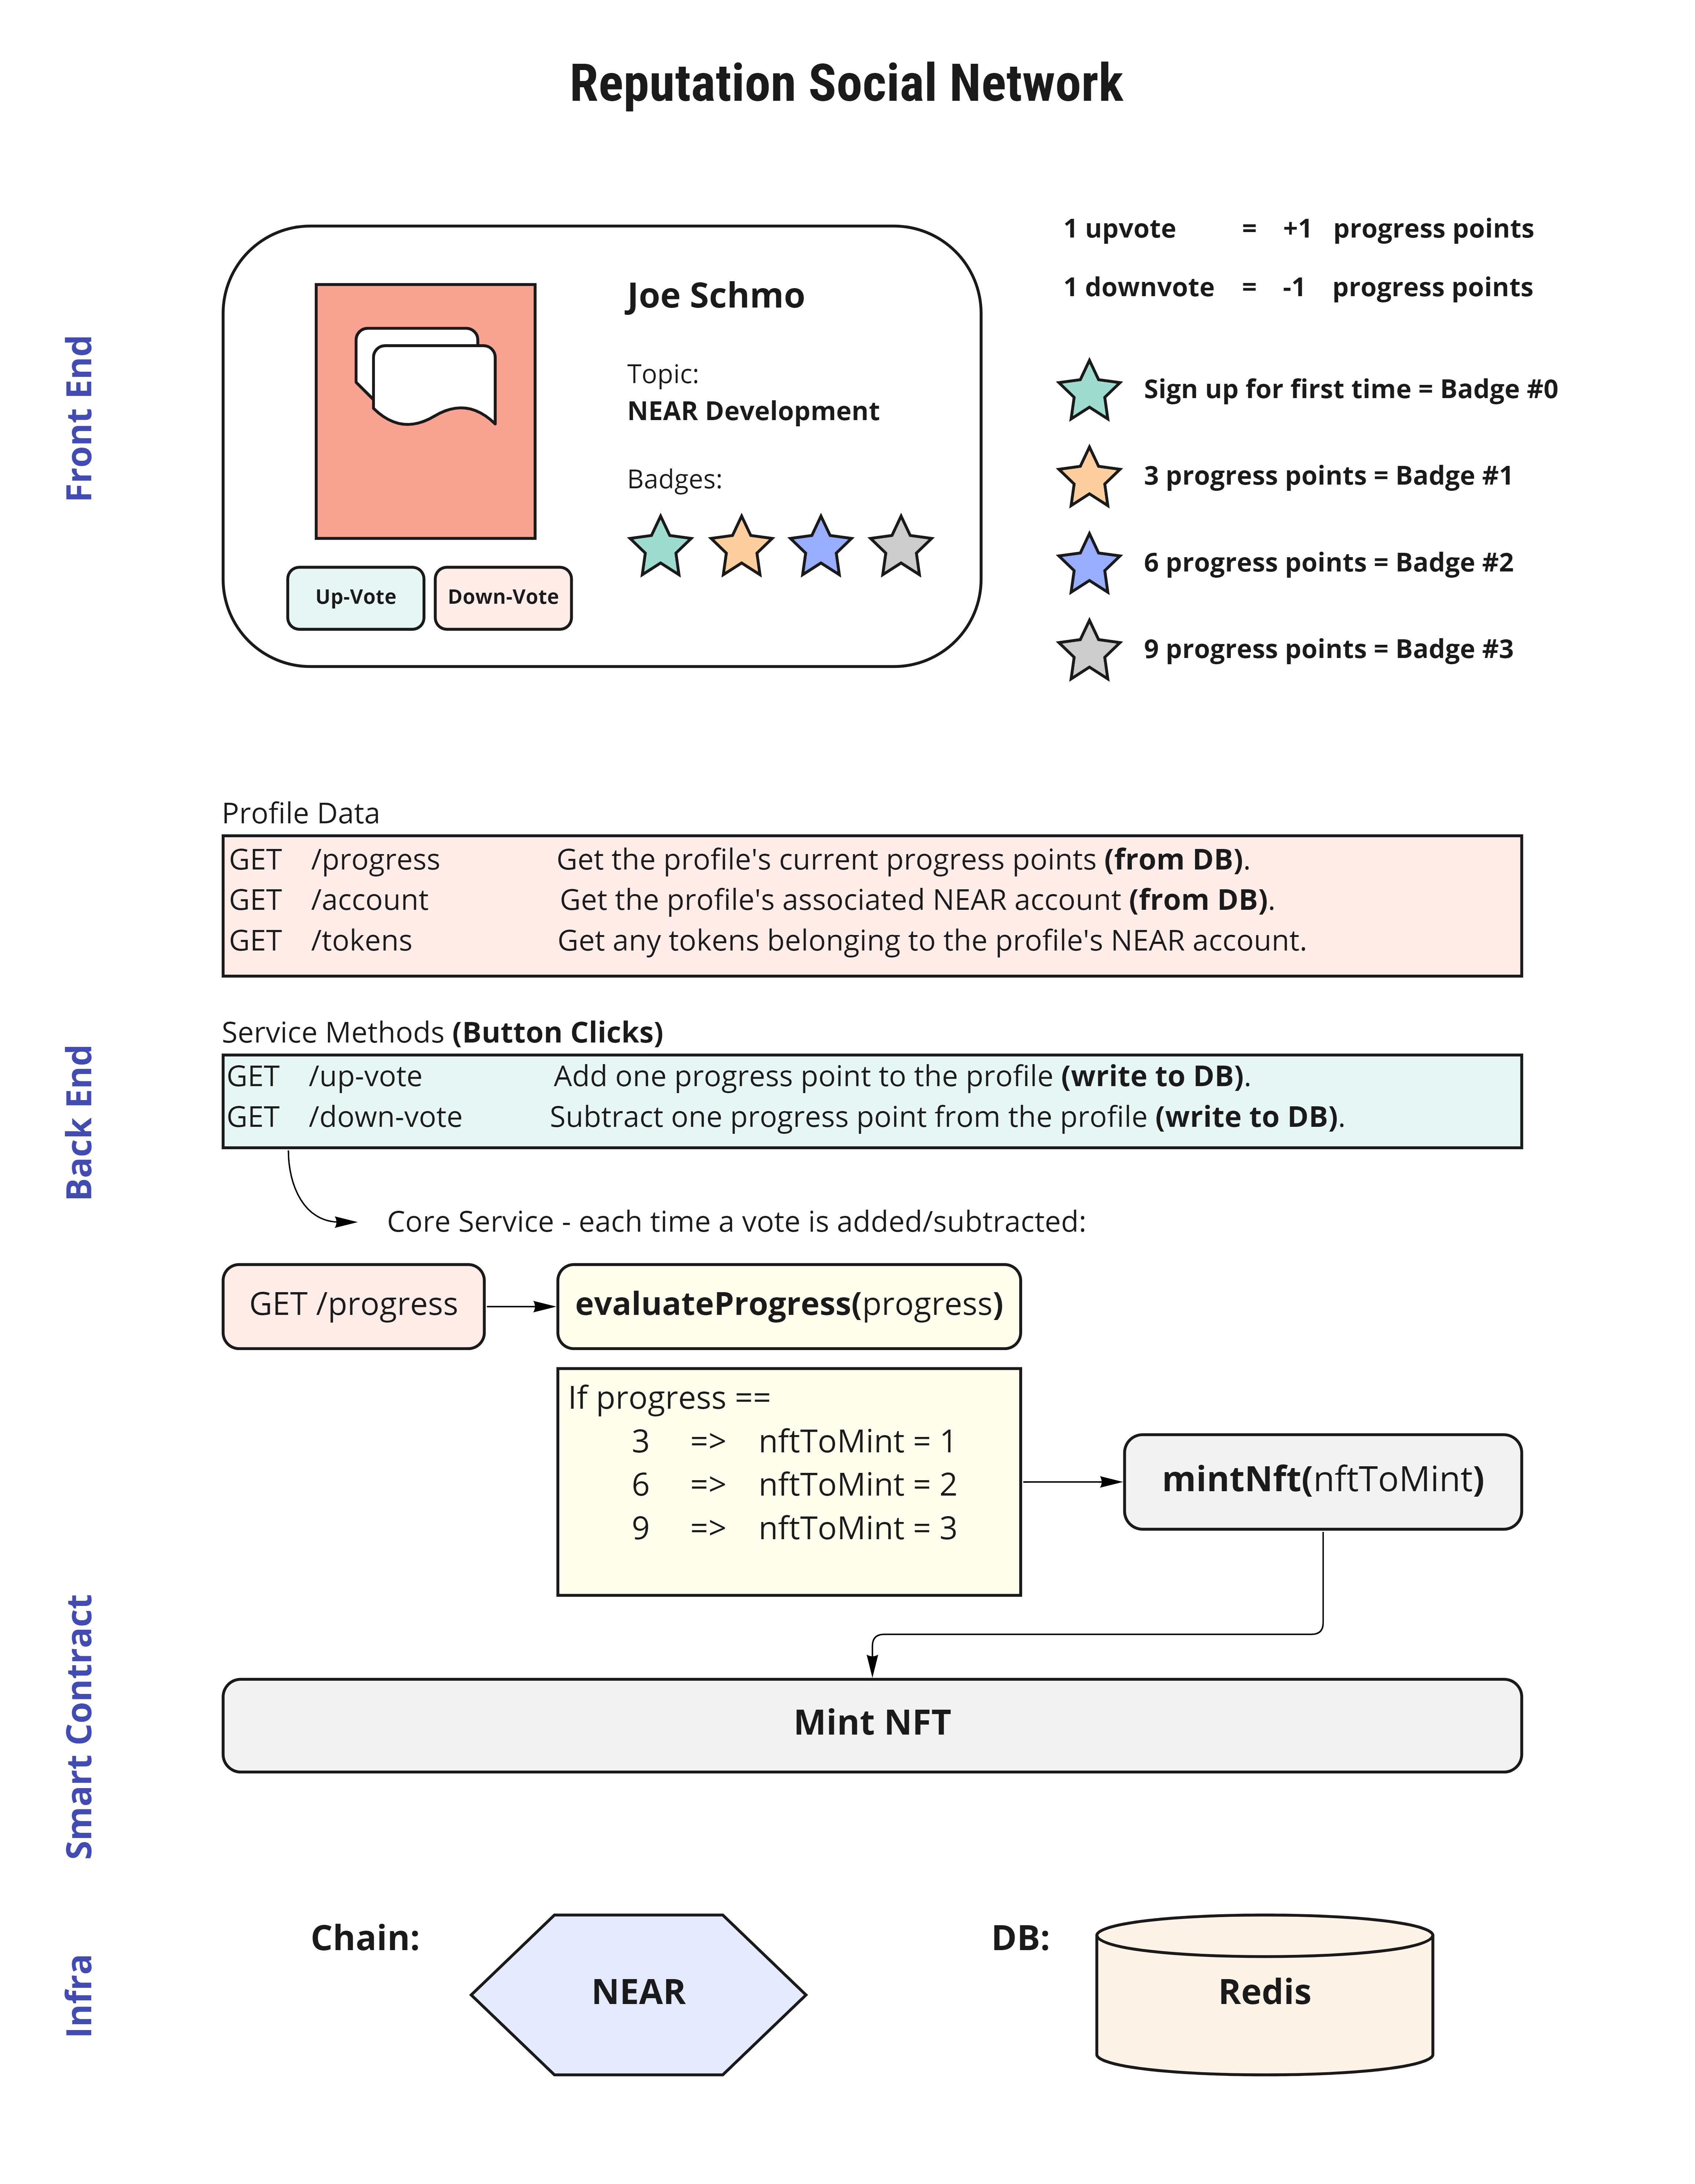 Reputation Social Network
Front End
Joe Schmo
Topic:
NEAR Development
Badges:
Up-Vote
Down-Vote
1 upvote = +1 progress points
1 downvote = -1 progress points
Sign up for first time = Badge #0
3 progress points = Badge #1
6 progress points = Badge #2
9 progress points = Badge #3
Back End
Profile Data
GET /progress Get the profile's current progress points (from DB).
GET /account Get the profile's associated NEAR account (from DB).
GET /tokens Get any tokens belonging to the profile's NEAR account.
Service Methods (Button Clicks)
GET /up-vote Add one progress point to the profile (write to DB).
GET /down-vote Subtract one progress point from the profile (write to DB).
Core Service - each time a vote is added/subtracted:
GET /progress
evaluateProgress(progress)
If progress ==
3 => nftToMint = 1
6 => nftToMint = 2
9 => nftToMint = 3
mintNft(nftToMint)
Smart Contract
Mint NFT
Infra
Chain:
NEAR
DB:
Redis